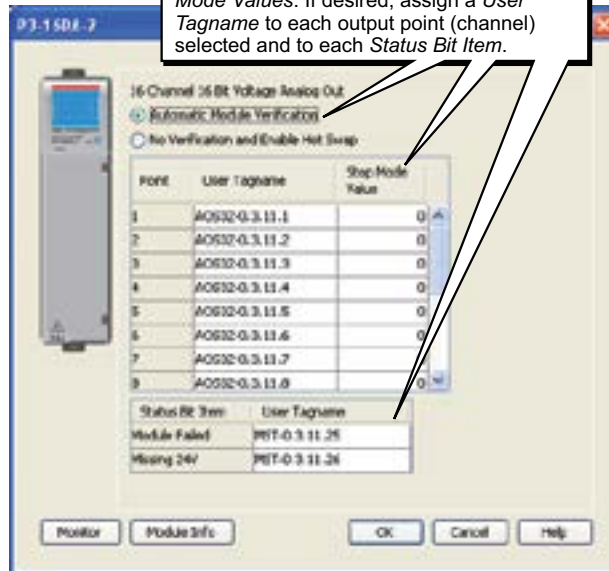 Mode Values. If desired, assign a User
Tagname to each output point (channel)
selected and to each Status Bit Item.
16 Channel 16 Bit Voltage Analog Out
Automatic Module Verification
No Verification and Enable Hot Swap
Point User Tagname Stop Mode Value
1 AOS32-0.3.11.1 0
2 AOS32-0.3.11.2 0
3 AOS32-0.3.11.3 0
4 AOS32-0.3.11.4 0
5 AOS32-0.3.11.5 0
6 AOS32-0.3.11.6 0
7 AOS32-0.3.11.7 0
8 AOS32-0.3.11.8 0
Status Bit Item User Tagname
Module Failed MST-0.3.11.25
Missing 24V MST-0.3.11.26
Monitor Module Info OK Cancel Help